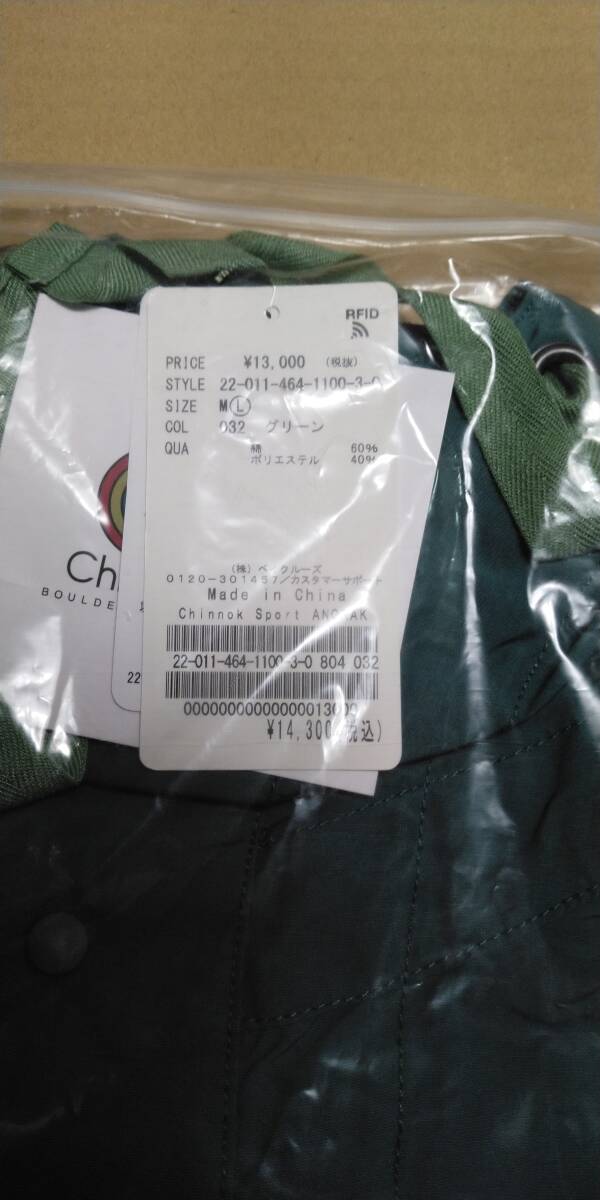 RFID
PRICE ¥13,000 (税抜)
STYLE 22-011-464-1100-3-0
SIZE M Ⓛ
COL 032 グリーン
QUA 綿 60%
ポリエステル 40%
(株)ベイクルーズ
0120-301457/カスタマーサポート
Made in China
Chinnok Sport ANORAK
22-011-464-1100-3-0 804 032
¥14,300(税込)
Ch
BOULDE
22